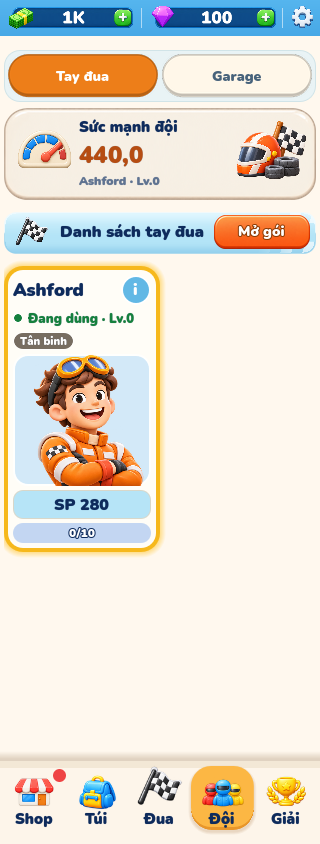 1K
100
Tay đua
Garage
Sức mạnh đội
440,0
Ashford · Lv.0
Danh sách tay đua
Mở gói
Ashford
i
Đang dùng · Lv.0
Tân binh
SP 280
0/10
Shop
Túi
Đua
Đội
Giải